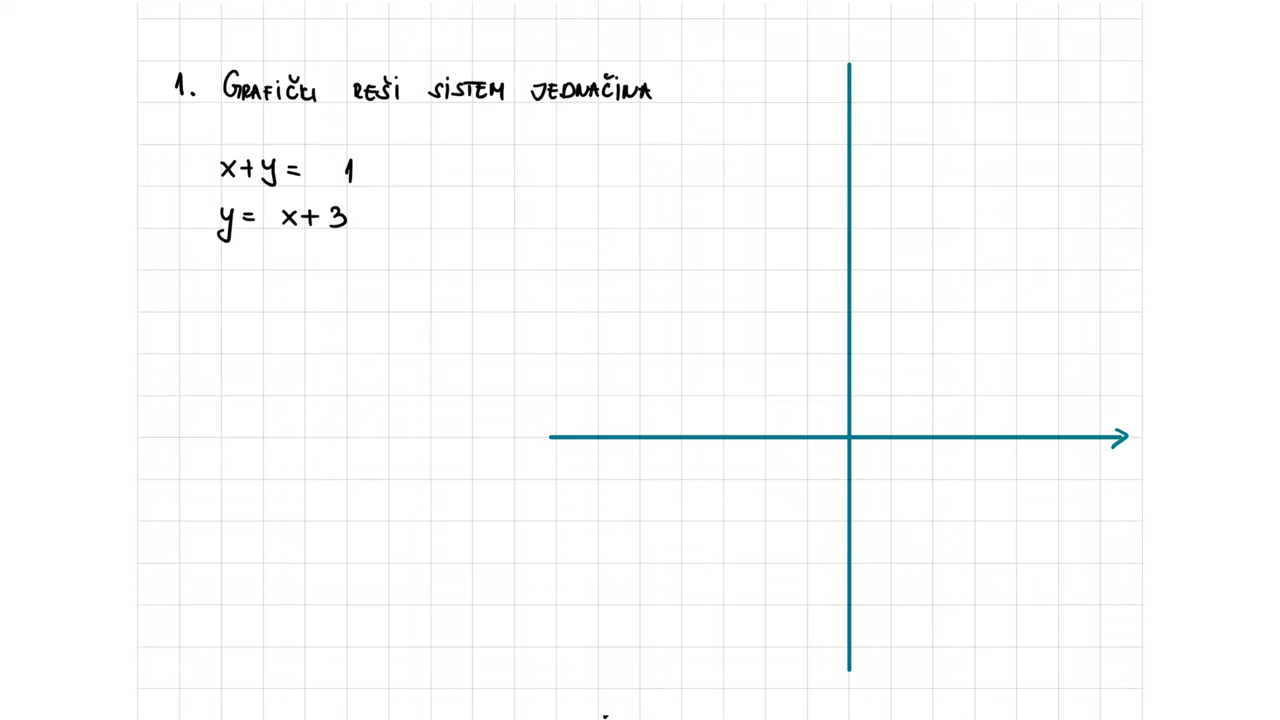 1. GRAFIČKI REŠI SISTEM JEDNAČINA
x+y= 1
y= x+3